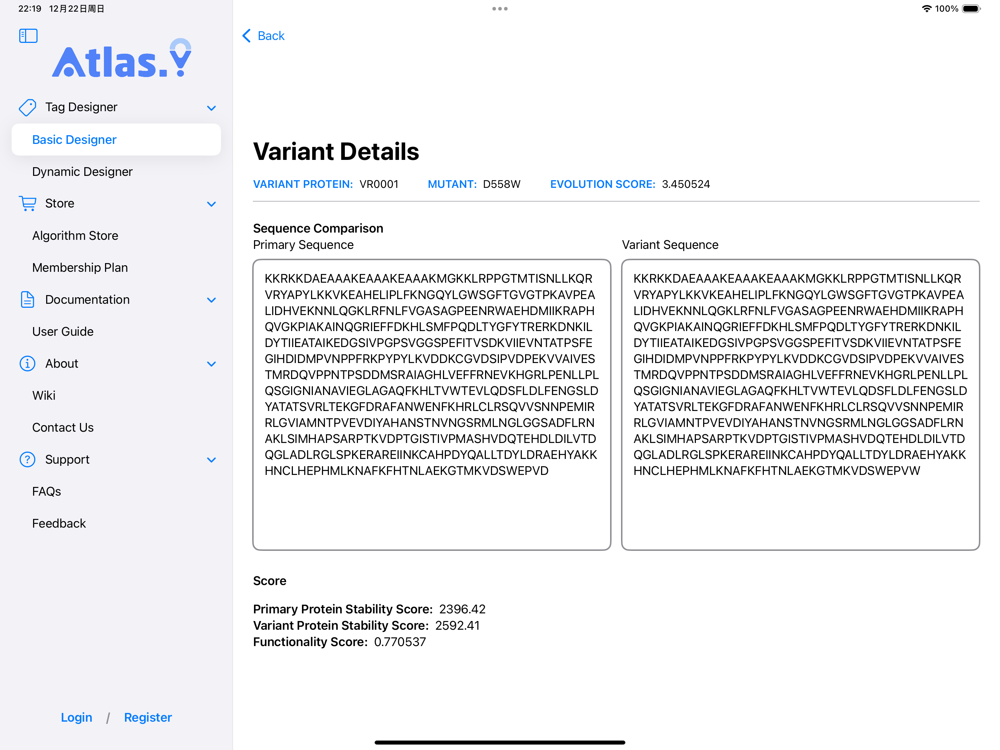 22:19 12月22日周日
100%
Atlas.
Tag Designer
Basic Designer
Dynamic Designer
Store
Algorithm Store
Membership Plan
Documentation
User Guide
About
Wiki
Contact Us
Support
FAQs
Feedback
Login / Register
Back
Variant Details
VARIANT PROTEIN: VR0001 MUTANT: D558W EVOLUTION SCORE: 3.450524
Sequence Comparison
Primary Sequence
KKRKKDAEAAAKEAAAKEAAAKMGKKLRPPGTMTISNLLKQR
VRYAPYLKKVKEAHELIPLFKNGQYLGWSGFTGVGTPKAVPEA
LIDHVEKNNLQGKLRFNLFVGASAGPEENRWAEHDMIIKRAPH
QVGKPIAKAINQGRIEFFDKHLSMFPQDLTYGFYTRERKDNKIL
DYTIIEATAIKEDGSIVPGPSVGGSPEFITVSDKVIIEVNTATPSFE
GIHDIDMPVNPPFRKPYPYLKVDDKCGVDSIPVDPEKVVAIVES
TMRDQVPPNTPSDDMSRAIAGHLVEFFRNEVKHGRLPENLLPL
QSGIGNIANAVIEGLAGAQFKHLTVWTEVLQDSFLDLFENGSLD
YATATSVRLTEKGFDRAFANWENFKHRLCLRSQVVSNNPEMIR
RLGVIAMNTPVEVDIYAHANSTNVNGSRMLNGLGGSADFLRN
AKLSIMHAPSARPTKVDPTGISTIVPMASHVDQTEHDLDILVTD
QGLADLRGLSPKERAREIINKCAHPDYQALLTDYLDRAEHYAKK
HNCLHEPHMLKNAFKFHTNLAEKGTMKVDSWEPVD
Variant Sequence
KKRKKDAEAAAKEAAAKEAAAKMGKKLRPPGTMTISNLLKQR
VRYAPYLKKVKEAHELIPLFKNGQYLGWSGFTGVGTPKAVPEA
LIDHVEKNNLQGKLRFNLFVGASAGPEENRWAEHDMIIKRAPH
QVGKPIAKAINQGRIEFFDKHLSMFPQDLTYGFYTRERKDNKIL
DYTIIEATAIKEDGSIVPGPSVGGSPEFITVSDKVIIEVNTATPSFE
GIHDIDMPVNPPFRKPYPYLKVDDKCGVDSIPVDPEKVVAIVES
TMRDQVPPNTPSDDMSRAIAGHLVEFFRNEVKHGRLPENLLPL
QSGIGNIANAVIEGLAGAQFKHLTVWTEVLQDSFLDLFENGSLD
YATATSVRLTEKGFDRAFANWENFKHRLCLRSQVVSNNPEMIR
RLGVIAMNTPVEVDIYAHANSTNVNGSRMLNGLGGSADFLRN
AKLSIMHAPSARPTKVDPTGISTIVPMASHVDQTEHDLDILVTD
QGLADLRGLSPKERAREIINKCAHPDYQALLTDYLDRAEHYAKK
HNCLHEPHMLKNAFKFHTNLAEKGTMKVDSWEPVW
Score
Primary Protein Stability Score: 2396.42
Variant Protein Stability Score: 2592.41
Functionality Score: 0.770537